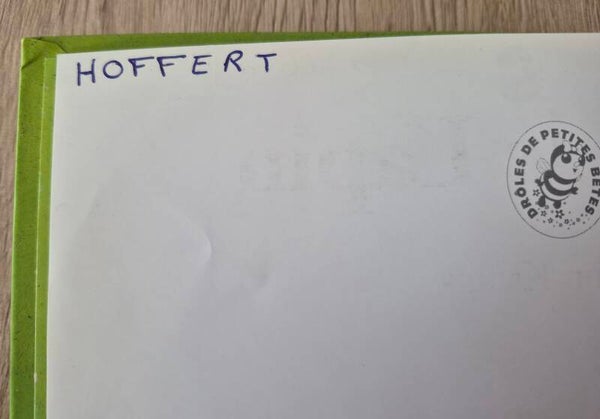 HOFFERT
DRÔLES DE PETITES BÊTES